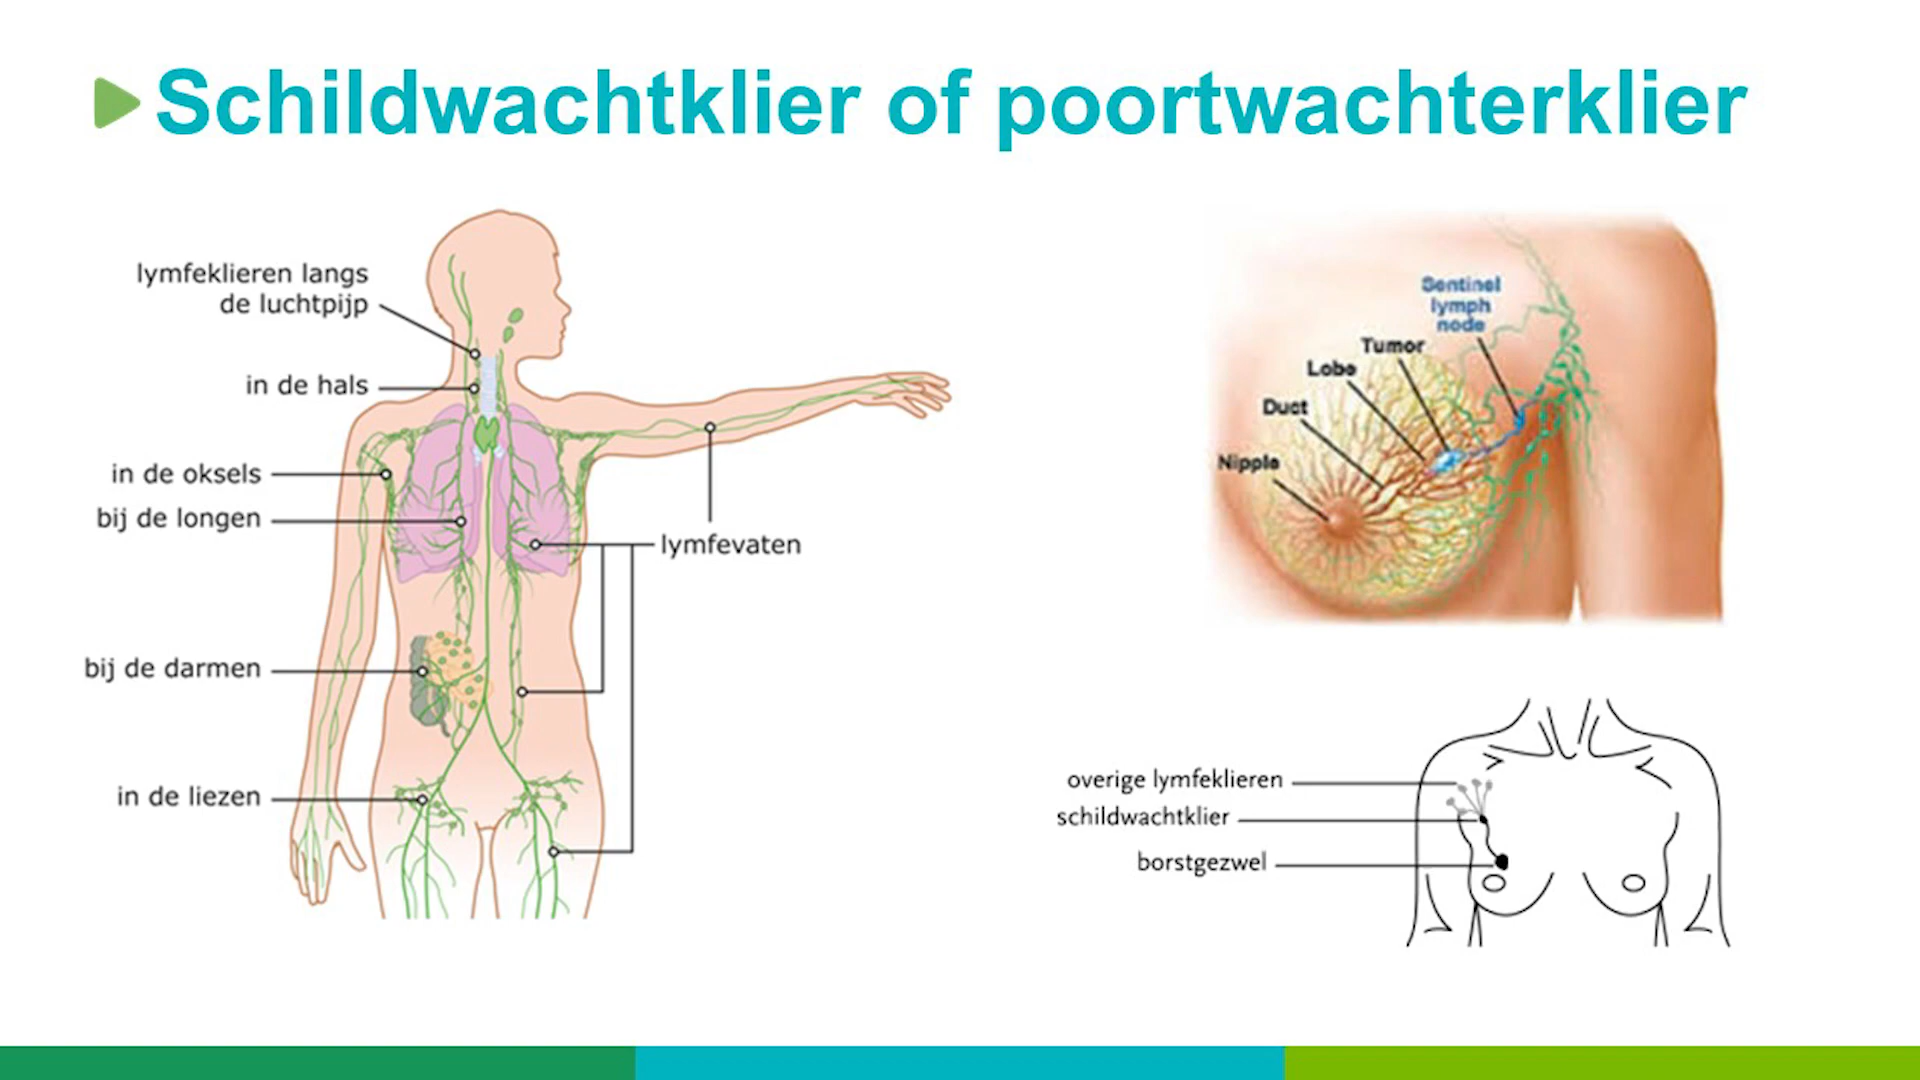 Schildwachtklier of poortwachterklier
lymfeklieren langs
de luchtpijp
in de hals
in de oksels
bij de longen
lymfevaten
bij de darmen
in de liezen
Sentinel
lymph
node
Tumor
Lobe
Duct
Nipple
overige lymfeklieren
schildwachtklier
borstgezwel